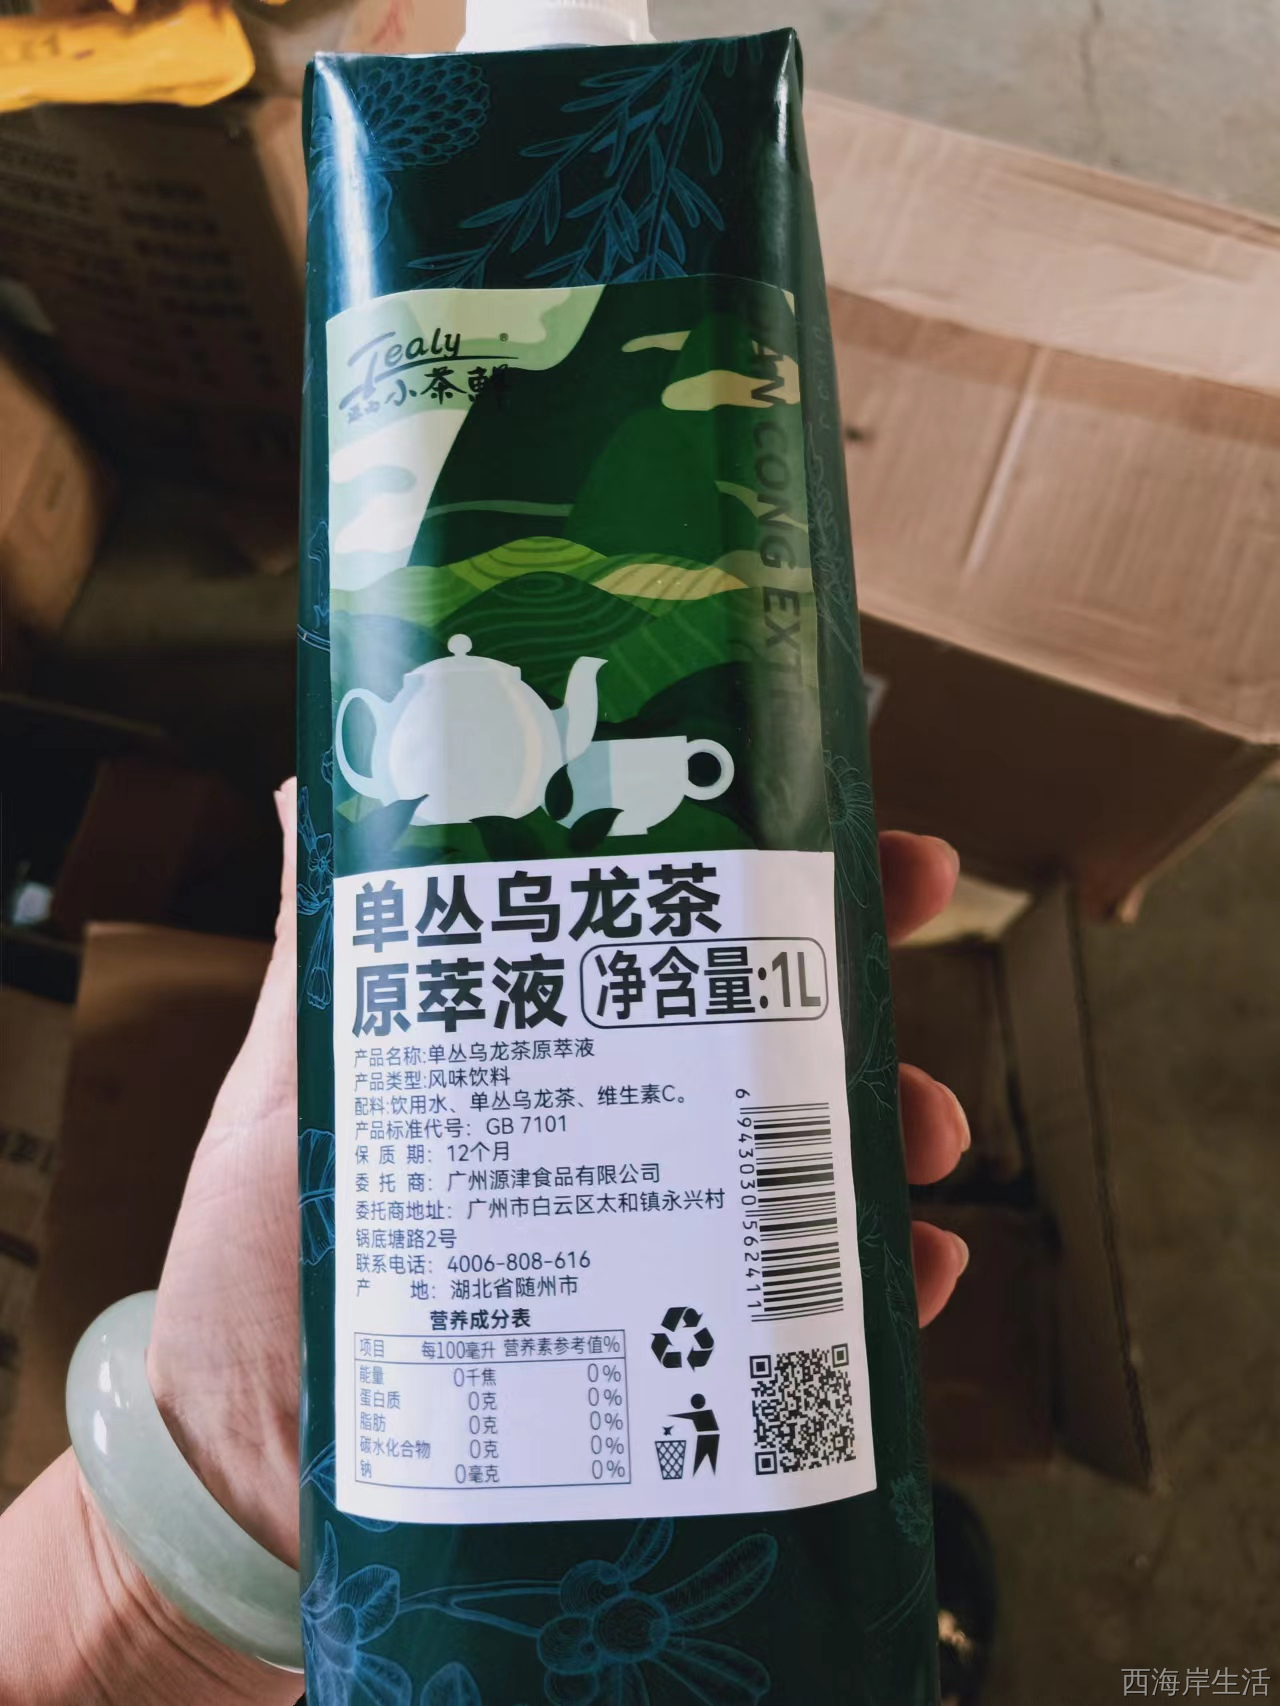 Tealy®
小茶鲜
DAN CONG EXT
单丛乌龙茶
原萃液 净含量:1L
产品名称:单丛乌龙茶原萃液
产品类型:风味饮料
配料:饮用水、单丛乌龙茶、维生素C。
产品标准代号：GB 7101
保 质 期：12个月
委 托 商：广州源津食品有限公司
委托商地址：广州市白云区太和镇永兴村
锅底塘路2号
联系电话：4006-808-616
产 地：湖北省随州市
6 943030 562411
营养成分表
项目 每100毫升 营养素参考值%
能量 0千焦 0%
蛋白质 0克 0%
脂肪 0克 0%
碳水化合物 0克 0%
钠 0毫克 0%
西海岸生活